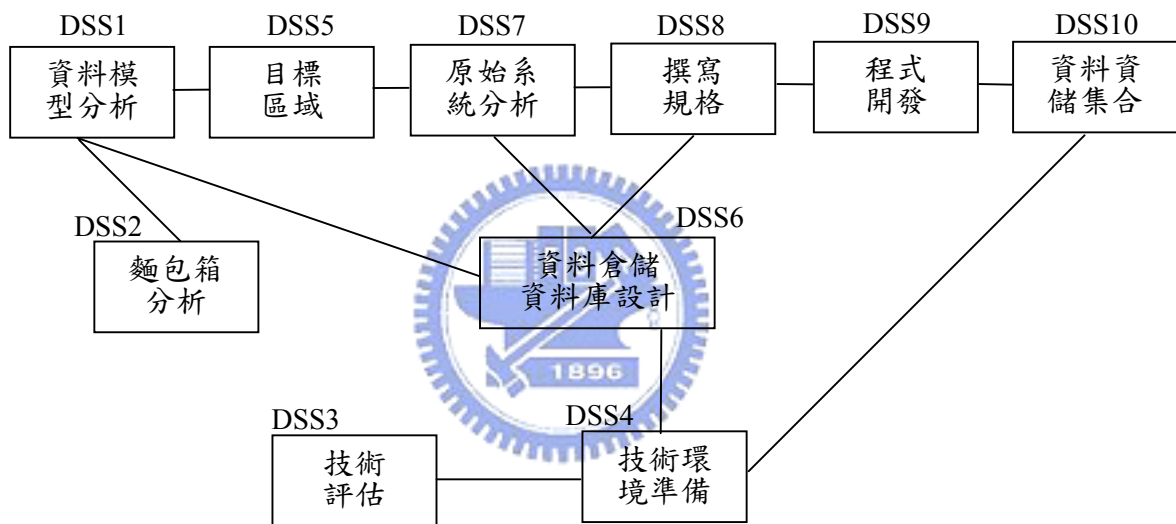 DSS1
DSS5
DSS7
DSS8
DSS9
DSS10
資料模
型分析
目標
區域
原始系
統分析
撰寫
規格
程式
開發
資料資
儲集合
DSS2
DSS6
麵包箱
分析
資料倉儲
資料庫設計
1896
DSS3
DSS4
技術
評估
技術環
境準備